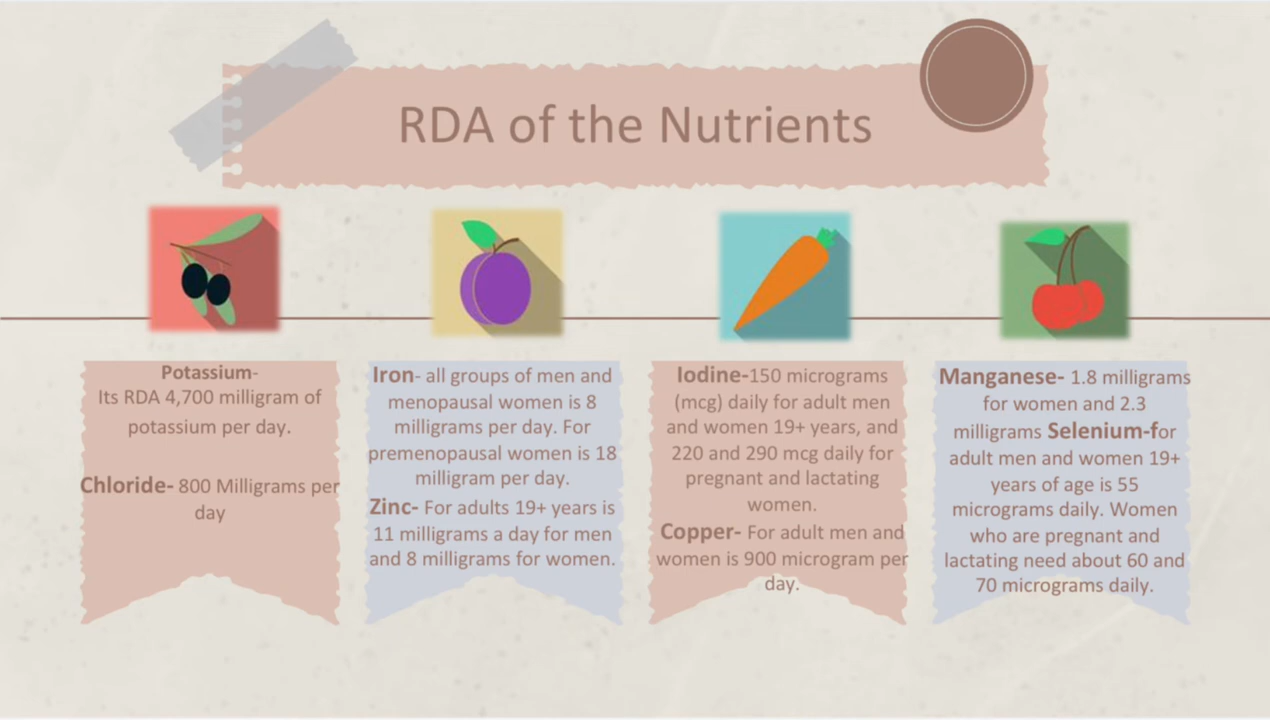 RDA of the Nutrients
Potassium-
Its RDA 4,700 milligram of
potassium per day.
Chloride- 800 Milligrams per
day
Iron- all groups of men and
menopausal women is 8
milligrams per day. For
premenopausal women is 18
milligram per day.
Zinc- For adults 19+ years is
11 milligrams a day for men
and 8 milligrams for women.
Iodine-150 micrograms
(mcg) daily for adult men
and women 19+ years, and
220 and 290 mcg daily for
pregnant and lactating
women.
Copper- For adult men and
women is 900 microgram per
day.
Manganese- 1.8 milligrams
for women and 2.3
milligrams Selenium-for
adult men and women 19+
years of age is 55
micrograms daily. Women
who are pregnant and
lactating need about 60 and
70 micrograms daily.